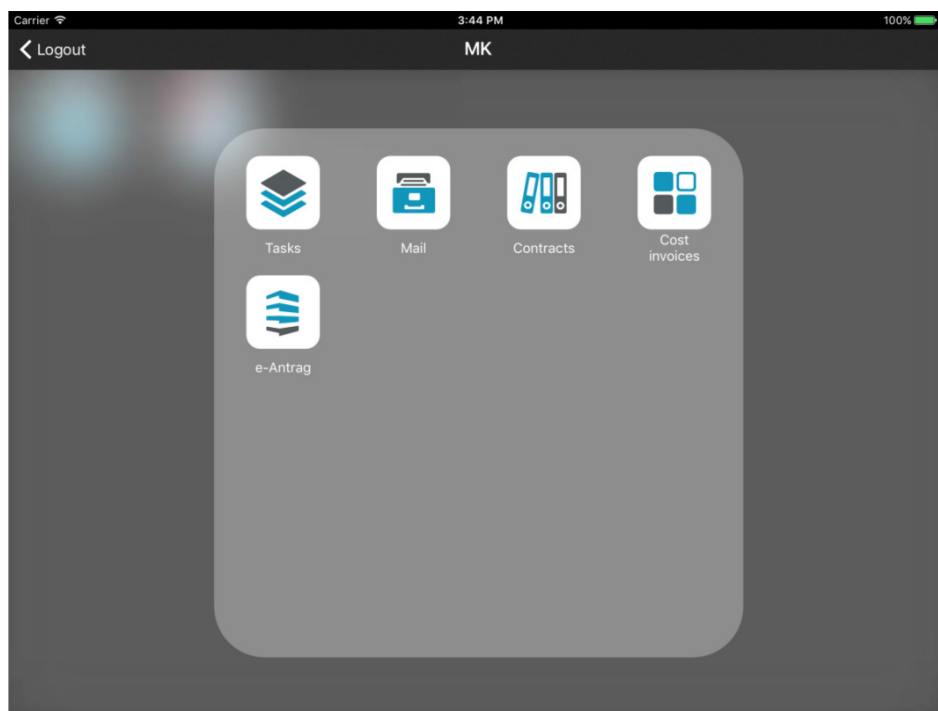 Carrier 3:44 PM 100%
Logout MK
Tasks Mail Contracts Cost
invoices
e-Antrag